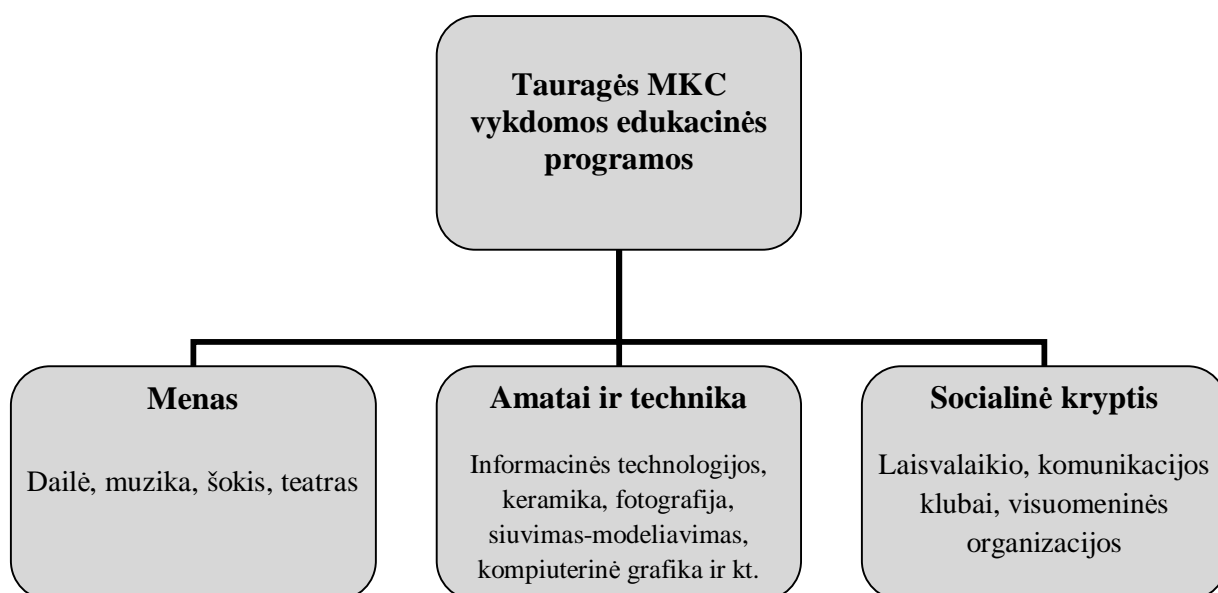 Tauragės MKC
vykdomos edukacinės
programos
Menas
Dailė, muzika, šokis, teatras
Amatai ir technika
Informacinės technologijos,
keramika, fotografija,
siuvimas-modeliavimas,
kompiuterinė grafika ir kt.
Socialinė kryptis
Laisvalaikio, komunikacijos
klubai, visuomeninės
organizacijos